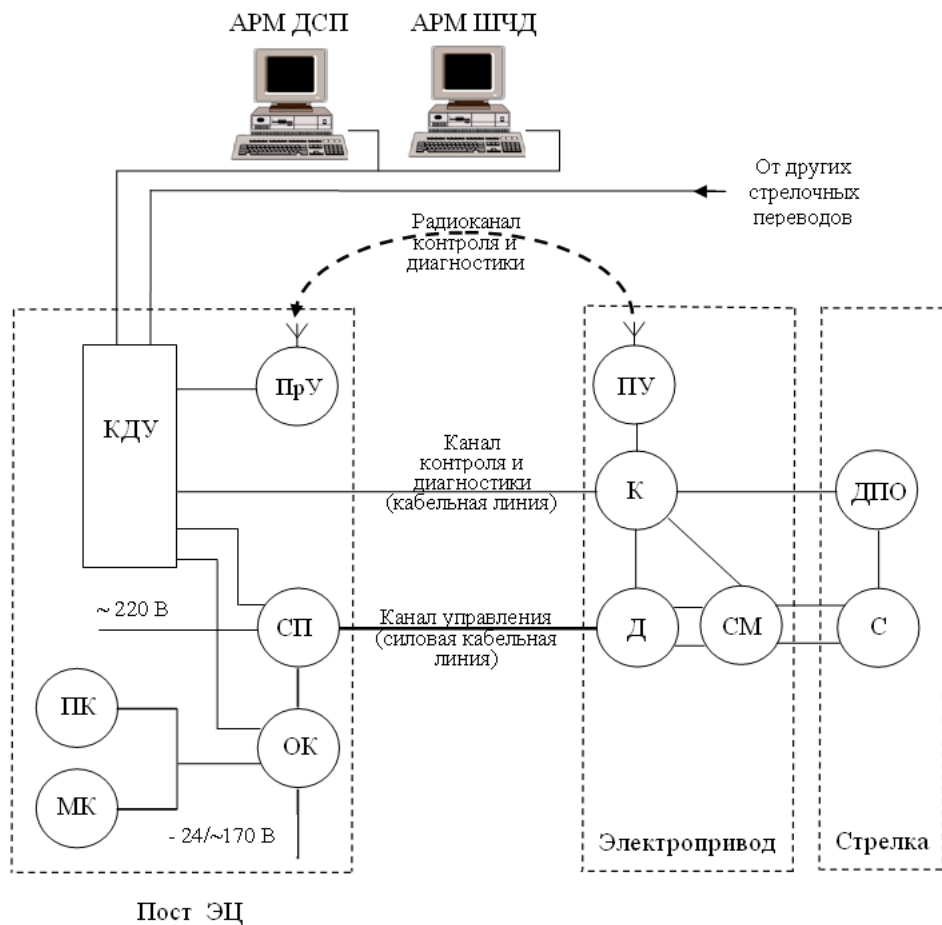 АРМ ДСП
АРМ ШЧД
От других
стрелочных
переводов
Радиоканал
контроля и
диагностики
ПрУ
ПУ
КДУ
Канал
контроля и
диагностики
(кабельная линия)
К
ДПО
~ 220 В
СП
Канал управления
(силовая кабельная
линия)
Д
СМ
С
ПК
ОК
МК
- 24/~170 В
Электропривод
Стрелка
Пост ЭЦ